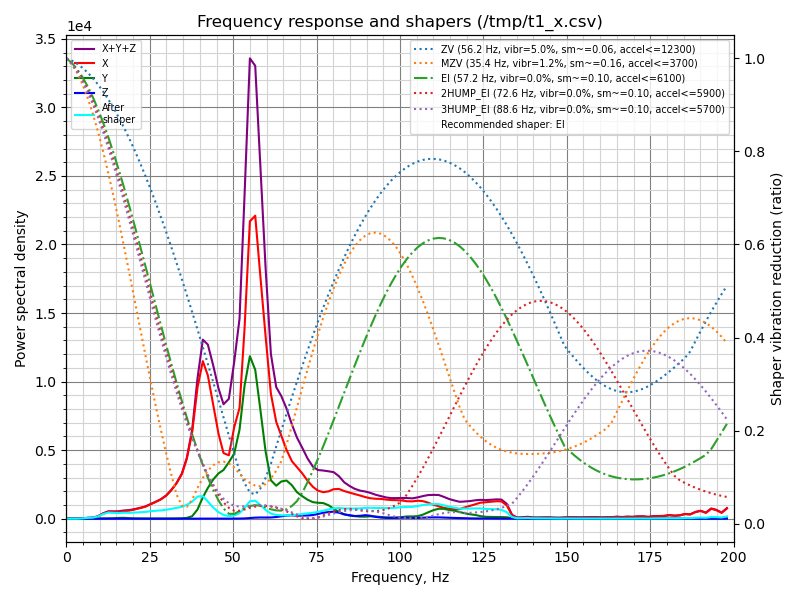 Frequency response and shapers (/tmp/t1_x.csv)
1e4
X+Y+Z
X
Y
Z
After
shaper
ZV (56.2 Hz, vibr=5.0%, sm~=0.06, accel<=12300)
MZV (35.4 Hz, vibr=1.2%, sm~=0.16, accel<=3700)
EI (57.2 Hz, vibr=0.0%, sm~=0.10, accel<=6100)
2HUMP_EI (72.6 Hz, vibr=0.0%, sm~=0.10, accel<=5900)
3HUMP_EI (88.6 Hz, vibr=0.0%, sm~=0.10, accel<=5700)
Recommended shaper: EI
3.5
3.0
2.5
2.0
1.5
1.0
0.5
0.0
Power spectral density
1.0
0.8
0.6
0.4
0.2
0.0
Shaper vibration reduction (ratio)
0 25 50 75 100 125 150 175 200
Frequency, Hz